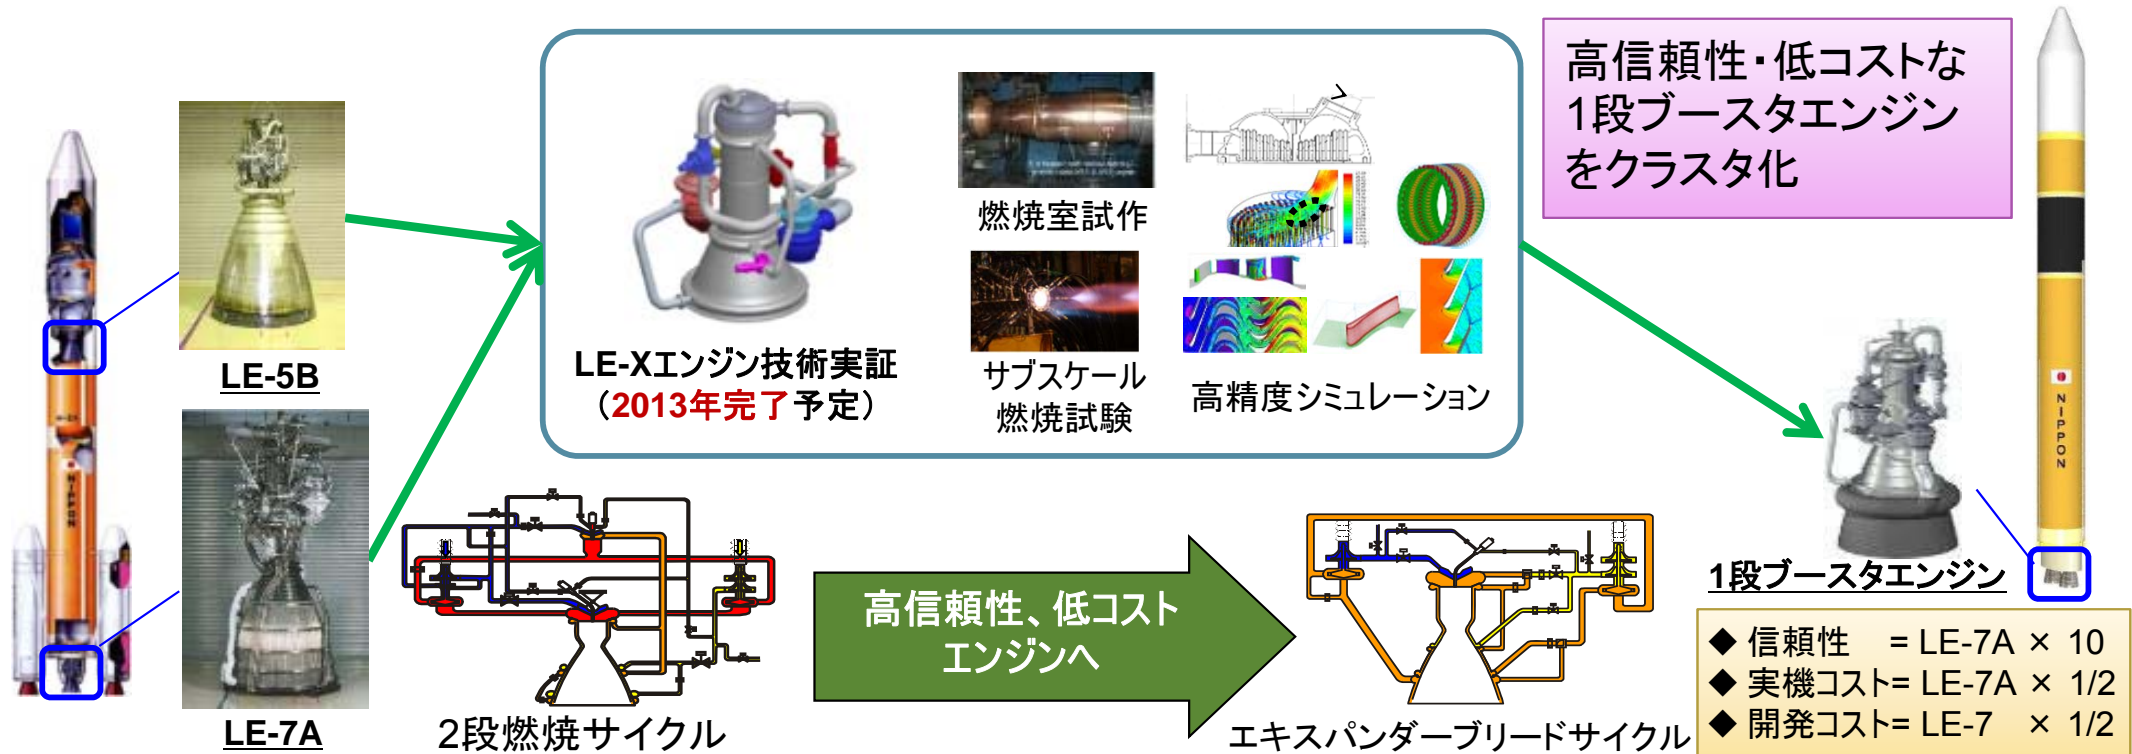 NIPPON
LE-5B
LE-7A
LE-Xエンジン技術実証
（2013年完了予定）
燃焼室試作
サブスケール
燃焼試験
高精度シミュレーション
2段燃焼サイクル
高信頼性、低コスト
エンジンへ
エキスパンダーブリードサイクル
高信頼性・低コストな
1段ブースタエンジン
をクラスタ化
NIPPON
1段ブースタエンジン
◆ 信頼性 = LE-7A × 10
◆ 実機コスト= LE-7A × 1/2
◆ 開発コスト= LE-7 × 1/2